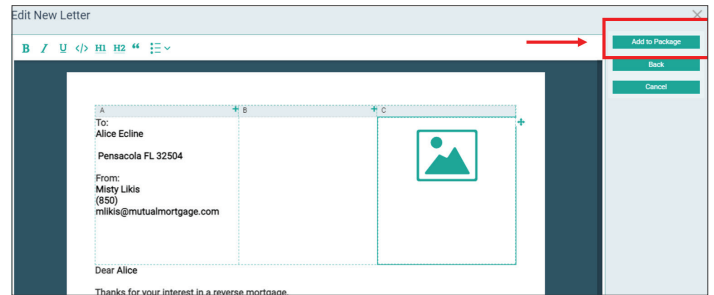 Edit New Letter
B I U </> H1 H2 “
Add to Package
Back
Cancel
A B C
To:
Alice Ecline
Pensacola FL 32504
From:
Misty Likis
(850)
mlikis@mutualmortgage.com
Dear Alice
Thanks for your interest in a reverse mortgage.